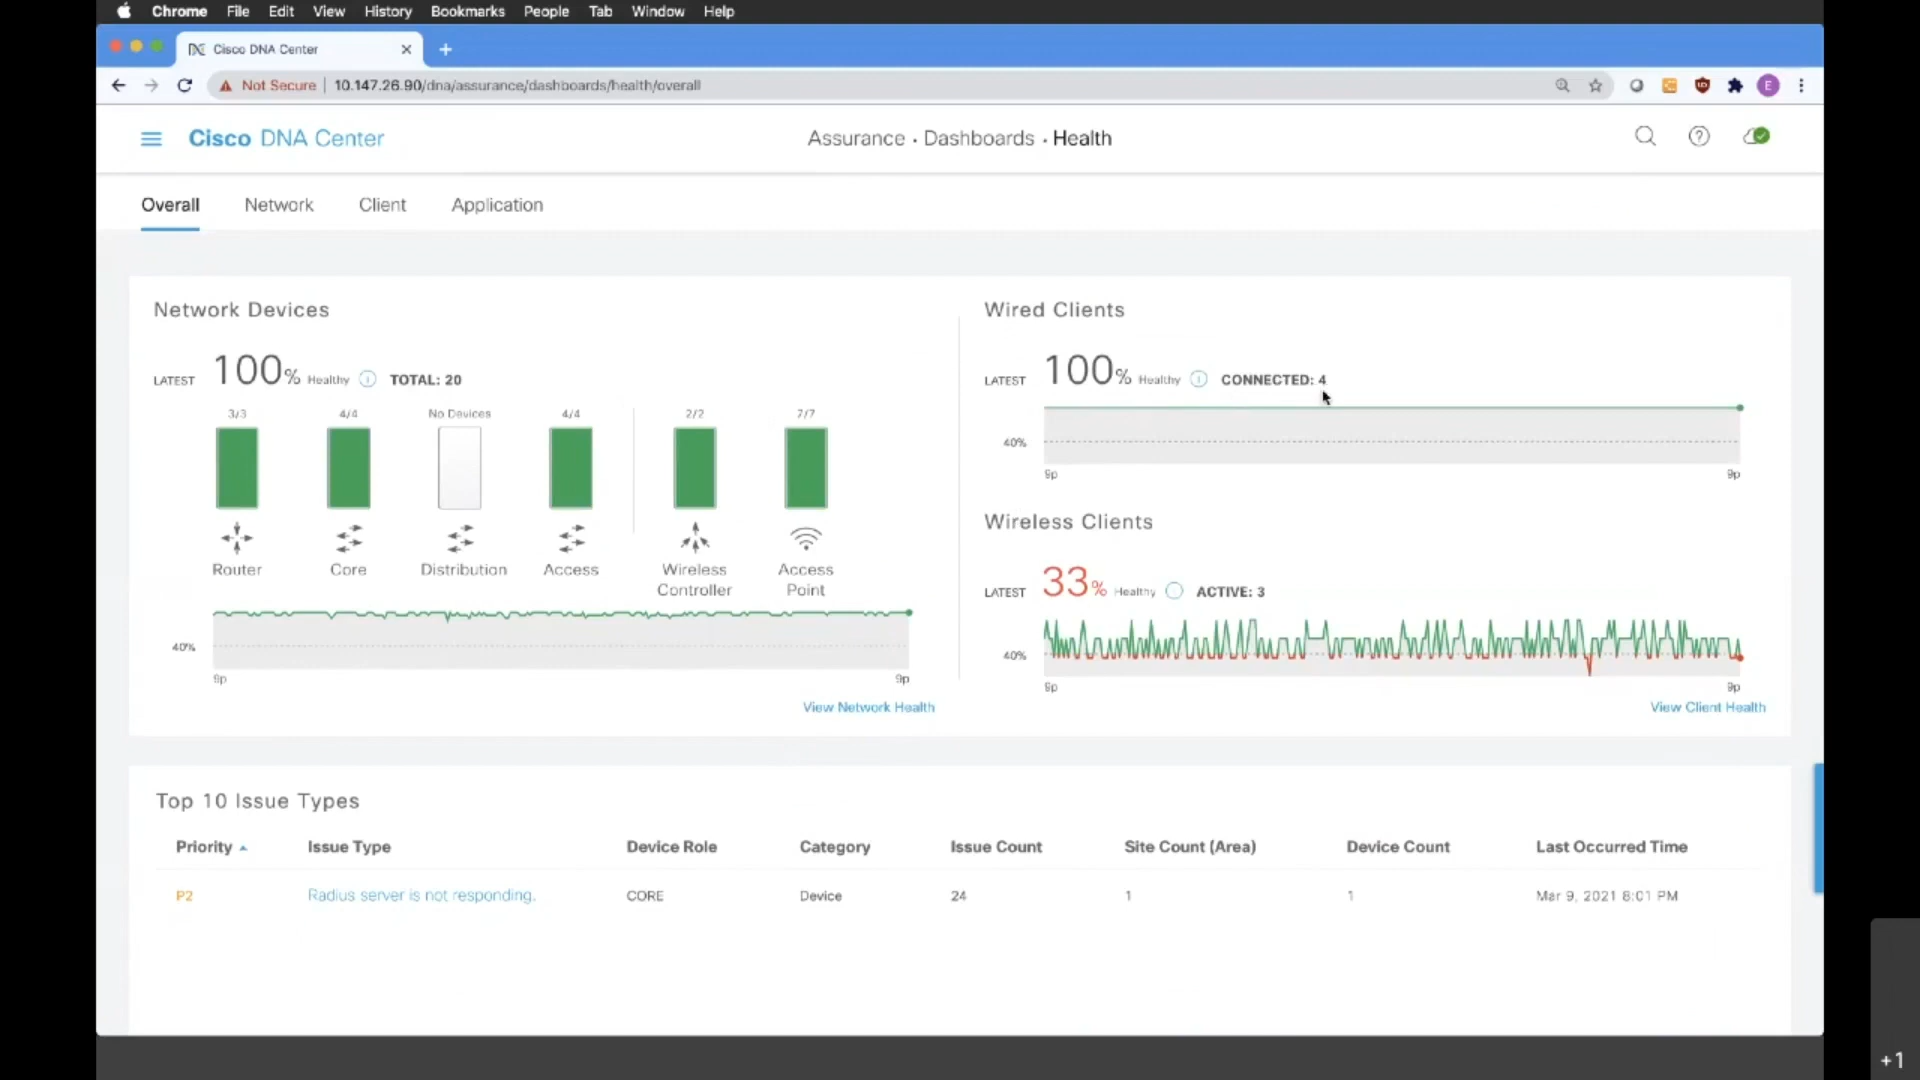 Chrome File Edit View History Bookmarks People Tab Window Help
Cisco DNA Center
Not Secure | 10.147.26.90/dna/assurance/dashboards/health/overall
E
Cisco DNA Center
Assurance · Dashboards · Health
Overall Network Client Application
Network Devices
LATEST 100% Healthy TOTAL: 20
3/3 4/4 No Devices 4/4 2/2 7/7
Router Core Distribution Access Wireless Controller Access Point
40%
9p 9p
View Network Health
Wired Clients
LATEST 100% Healthy CONNECTED: 4
40%
9p 9p
Wireless Clients
LATEST 33% Healthy ACTIVE: 3
40%
9p 9p
View Client Health
Top 10 Issue Types
Priority Issue Type Device Role Category Issue Count Site Count (Area) Device Count Last Occurred Time
P2 Radius server is not responding. CORE Device 24 1 1 Mar 9, 2021 8:01 PM
+1